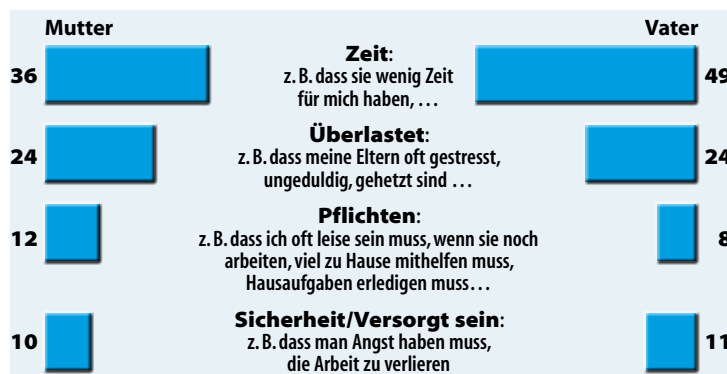 Mutter Vater
Zeit:
36 z. B. dass sie wenig Zeit 49
für mich haben, …
Überlastet:
24 z. B. dass meine Eltern oft gestresst, 24
ungeduldig, gehetzt sind …
Pflichten:
12 z. B. dass ich oft leise sein muss, wenn sie noch 8
arbeiten, viel zu Hause mithelfen muss,
Hausaufgaben erledigen muss…
Sicherheit/Versorgt sein:
10 z. B. dass man Angst haben muss, 11
die Arbeit zu verlieren